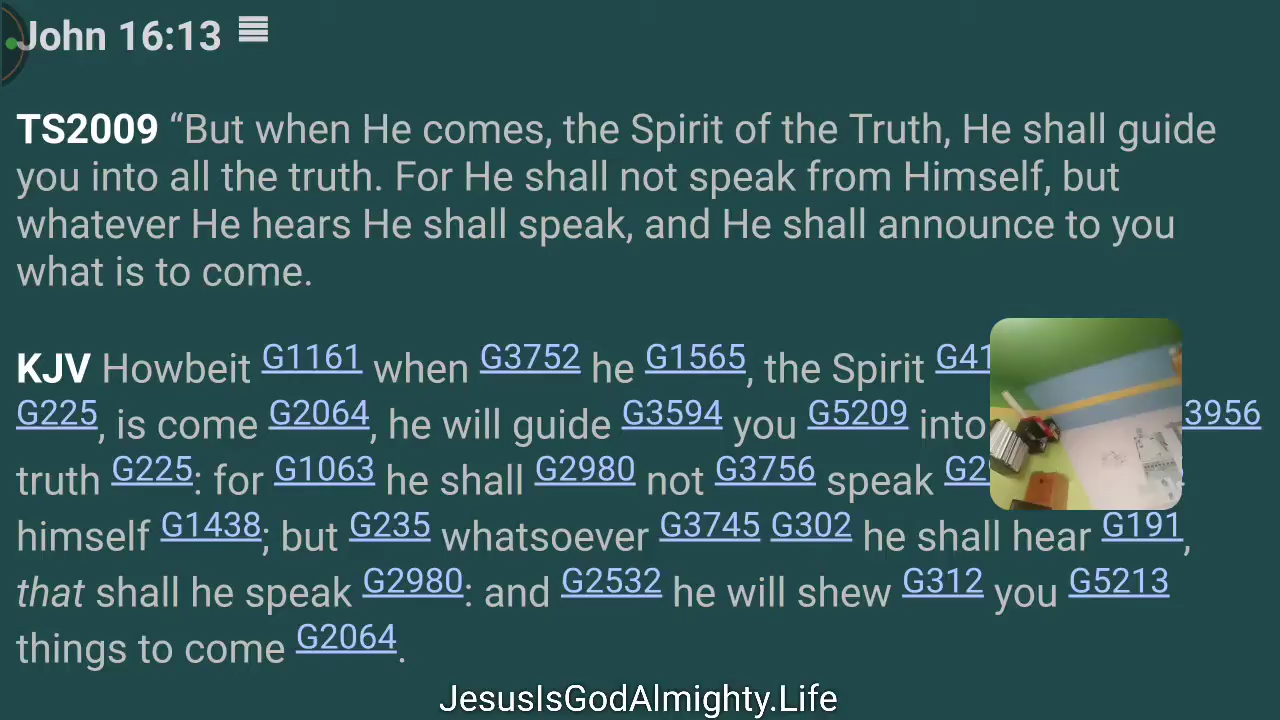 John 16:13
TS2009 “But when He comes, the Spirit of the Truth, He shall guide
you into all the truth. For He shall not speak from Himself, but
whatever He hears He shall speak, and He shall announce to you
what is to come.
KJV Howbeit G1161 when G3752 he G1565, the Spirit
G225, is come G2064, he will guide G3594 you G5209 into 3956
truth G225: for G1063 he shall G2980 not G3756 speak
himself G1438; but G235 whatsoever G3745 G302 he shall hear G191,
that shall he speak G2980: and G2532 he will shew G312 you G5213
things to come G2064.
JesusIsGodAlmighty.Life